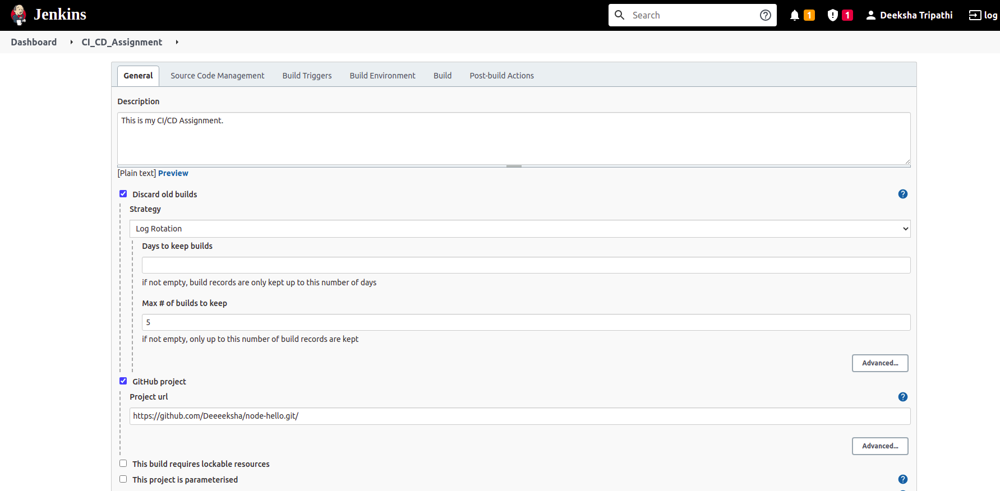 Jenkins
Search
1
1
Deeksha Tripathi
log
Dashboard
CI_CD_Assignment
General
Source Code Management
Build Triggers
Build Environment
Build
Post-build Actions
Description
This is my CI/CD Assignment.
[Plain text] Preview
Discard old builds
?
Strategy
Log Rotation
Days to keep builds
if not empty, build records are only kept up to this number of days
Max # of builds to keep
5
if not empty, only up to this number of build records are kept
Advanced...
GitHub project
Project url
?
https://github.com/Deeeeksha/node-hello.git/
Advanced...
This build requires lockable resources
This project is parameterised
?